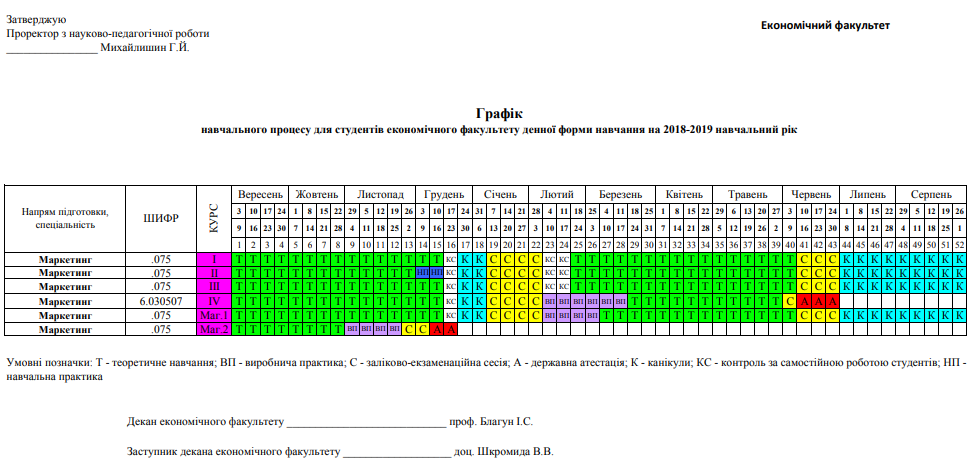 Затверджую
Проректор з науково-педагогічної роботи
_________________ Михайлишин Г.Й.
Економічний факультет
Графік
навчального процесу для студентів економічного факультету денної форми навчання на 2018-2019 навчальний рік
Напрям підготовки, спеціальність ШИФР КУРС Вересень Жовтень Листопад Грудень Січень Лютий Березень Квітень Травень Червень Липень Серпень
3 10 17 24 1 8 15 22 29 5 12 19 26 3 10 17 24 31 7 14 21 28 4 11 18 25 4 11 18 25 1 8 15 22 29 6 13 20 27 3 10 17 24 1 8 15 22 29 5 12 19 26
9 16 23 30 7 14 21 28 4 11 18 25 2 9 16 23 30 6 13 20 27 3 10 17 24 3 10 17 24 31 7 14 21 28 5 12 19 26 2 9 16 23 30 7 14 21 28 4 11 18 25 1
1 2 3 4 5 6 7 8 9 10 11 12 13 14 15 16 17 18 19 20 21 22 23 24 25 26 27 28 29 30 31 32 33 34 35 36 37 38 39 40 41 42 43 44 45 46 47 48 49 50 51 52
Маркетинг .075 I Т Т Т Т Т Т Т Т Т Т Т Т Т Т Т КС К К С С С С КС КС Т Т Т Т Т Т Т Т Т Т Т Т Т Т Т Т С С С К К К К К К К К К
Маркетинг .075 II Т Т Т Т Т Т Т Т Т Т Т Т Т НП НП КС К К С С С С КС КС Т Т Т Т Т Т Т Т Т Т Т Т Т Т Т Т С С С К К К К К К К К К
Маркетинг .075 III Т Т Т Т Т Т Т Т Т Т Т Т Т Т Т КС К К С С С С КС КС Т Т Т Т Т Т Т Т Т Т Т Т Т Т Т Т С С С К К К К К К К К К
Маркетинг 6.030507 IV Т Т Т Т Т Т Т Т Т Т Т Т Т Т Т КС К К С С С С ВП ВП ВП ВП ВП ВП Т Т Т Т Т Т Т Т Т Т Т С А А А
Маркетинг .075 Маг.1 Т Т Т Т Т Т Т Т Т Т Т Т Т Т Т КС К К С С С С ВП ВП ВП ВП Т Т Т Т Т Т Т Т Т Т Т Т Т Т С С С К К К К К К К К К
Маркетинг .075 Маг.2 Т Т Т Т Т Т Т Т ВП ВП ВП ВП С С А А
Умовні позначки: Т - теоретичне навчання; ВП - виробнича практика; С - заліково-екзаменаційна сесія; А - державна атестація; К - канікули; КС - контроль за самостійною роботою студентів; НП -
навчальна практика
Декан економічного факультету _____________________________ проф. Благун І.С.
Заступник декана економічного факультету ____________________ доц. Шкромида В.В.